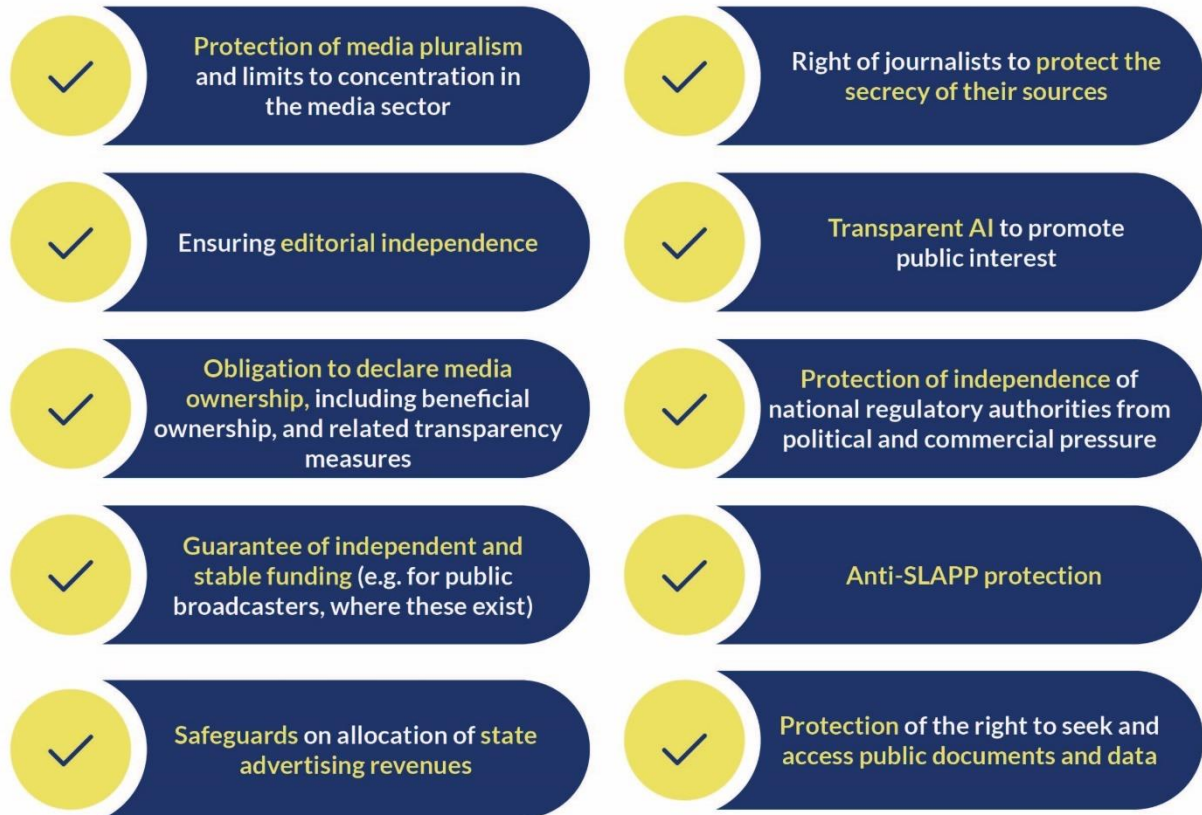 Protection of media pluralism
and limits to concentration in
the media sector
Ensuring editorial independence
Obligation to declare media
ownership, including beneficial
ownership, and related transparency
measures
Guarantee of independent and
stable funding (e.g. for public
broadcasters, where these exist)
Safeguards on allocation of state
advertising revenues
Right of journalists to protect the
secrecy of their sources
Transparent AI to promote
public interest
Protection of independence of
national regulatory authorities from
political and commercial pressure
Anti-SLAPP protection
Protection of the right to seek and
access public documents and data